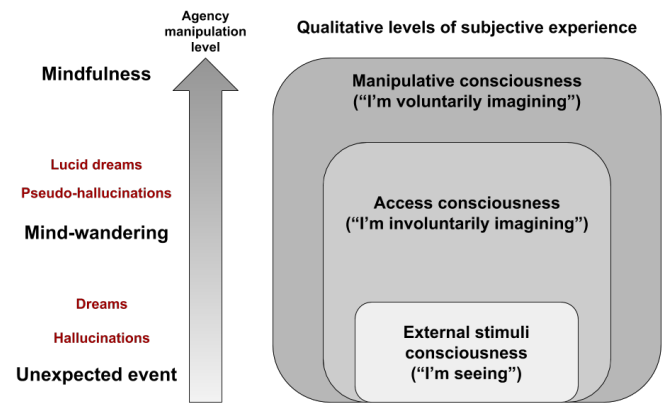 Agency
manipulation
level
Qualitative levels of subjective experience
Mindfulness
Manipulative consciousness
(“I’m voluntarily imagining”)
Lucid dreams
Pseudo-hallucinations
Mind-wandering
Access consciousness
(“I’m involuntarily imagining”)
Dreams
Hallucinations
Unexpected event
External stimuli
consciousness
(“I’m seeing”)